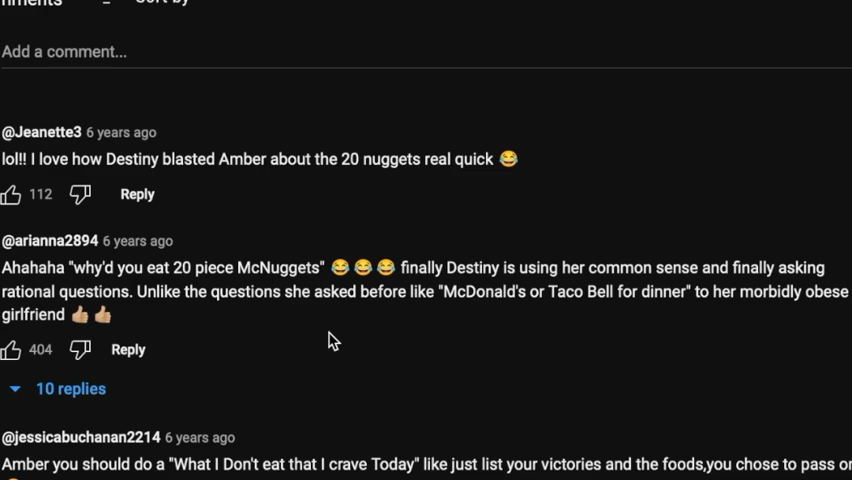 Add a comment...
@Jeanette3 6 years ago
lol!! I love how Destiny blasted Amber about the 20 nuggets real quick 😂
112 Reply
@arianna2894 6 years ago
Ahahaha "why'd you eat 20 piece McNuggets" 😂 😂 😂 finally Destiny is using her common sense and finally asking
rational questions. Unlike the questions she asked before like "McDonald's or Taco Bell for dinner" to her morbidly obese
girlfriend 👍🏼 👍🏼
404 Reply
10 replies
@jessicabuchanan2214 6 years ago
Amber you should do a "What I Don't eat that I crave Today" like just list your victories and the foods,you chose to pass